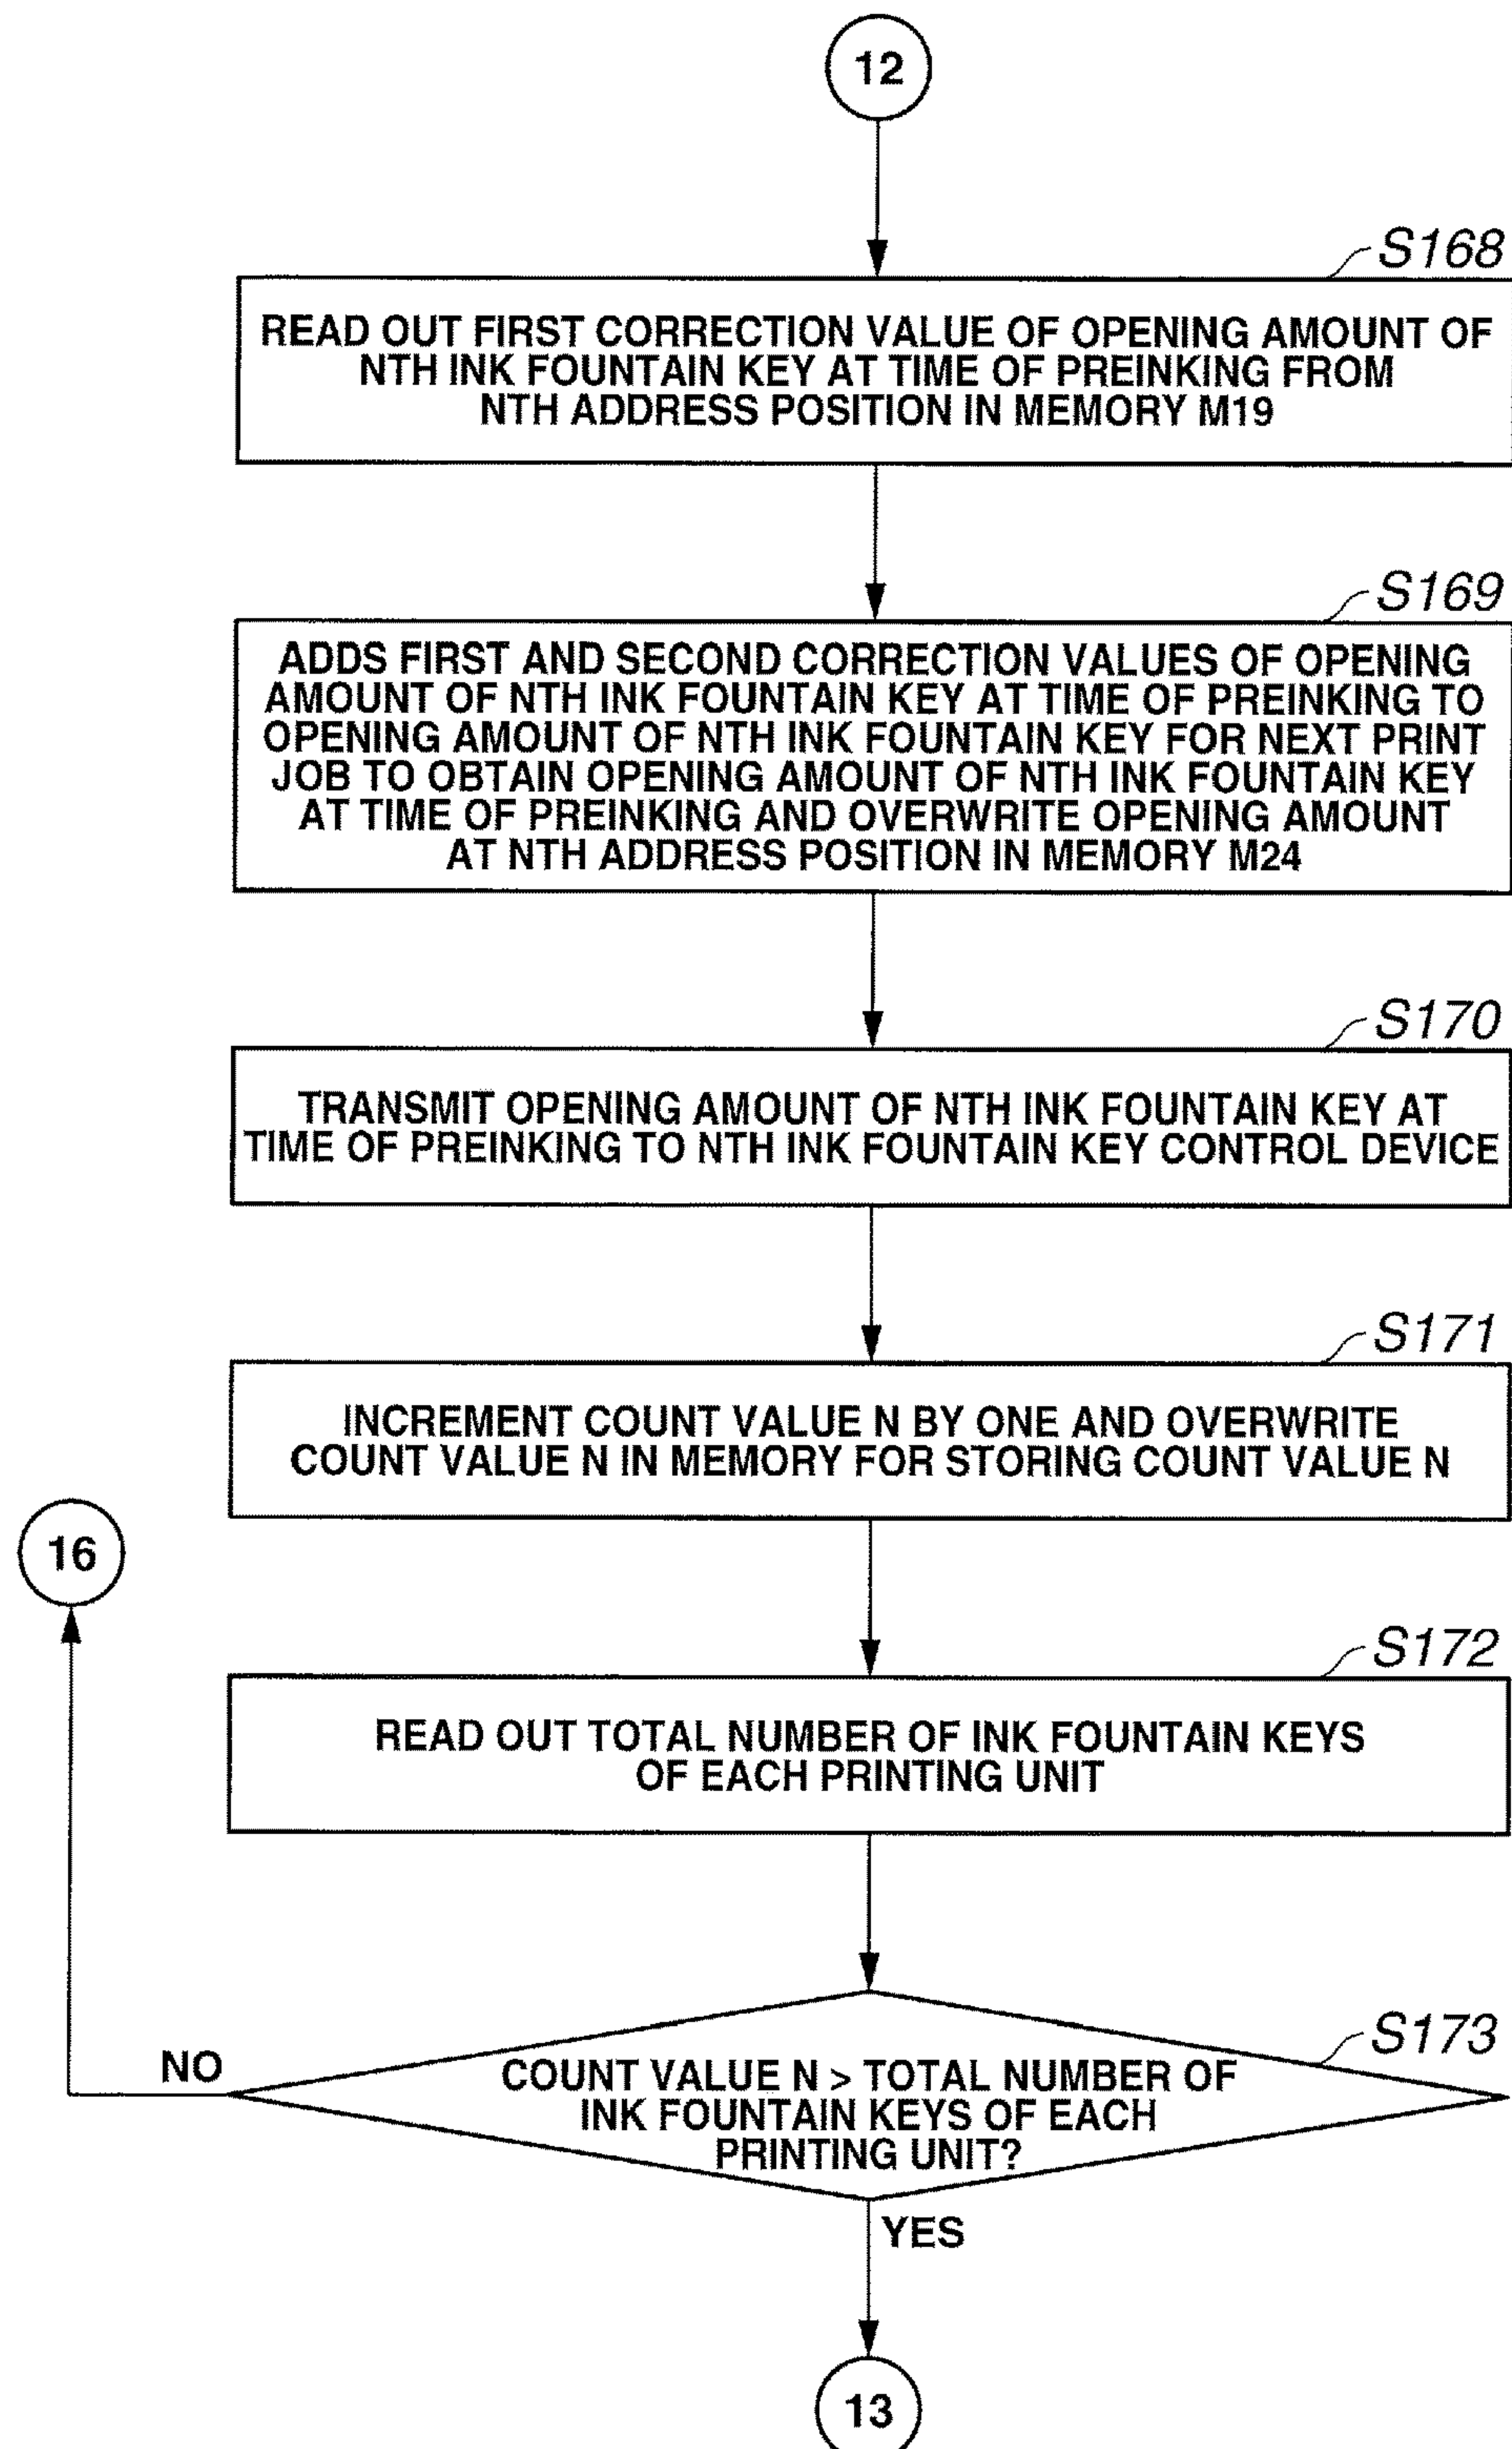 12
S168
READ OUT FIRST CORRECTION VALUE OF OPENING AMOUNT OF
NTH INK FOUNTAIN KEY AT TIME OF PREINKING FROM
NTH ADDRESS POSITION IN MEMORY M19
S169
ADDS FIRST AND SECOND CORRECTION VALUES OF OPENING
AMOUNT OF NTH INK FOUNTAIN KEY AT TIME OF PREINKING TO
OPENING AMOUNT OF NTH INK FOUNTAIN KEY FOR NEXT PRINT
JOB TO OBTAIN OPENING AMOUNT OF NTH INK FOUNTAIN KEY
AT TIME OF PREINKING AND OVERWRITE OPENING AMOUNT
AT NTH ADDRESS POSITION IN MEMORY M24
S170
TRANSMIT OPENING AMOUNT OF NTH INK FOUNTAIN KEY AT
TIME OF PREINKING TO NTH INK FOUNTAIN KEY CONTROL DEVICE
S171
INCREMENT COUNT VALUE N BY ONE AND OVERWRITE
COUNT VALUE N IN MEMORY FOR STORING COUNT VALUE N
16
S172
READ OUT TOTAL NUMBER OF INK FOUNTAIN KEYS
OF EACH PRINTING UNIT
S173
NO
COUNT VALUE N > TOTAL NUMBER OF
INK FOUNTAIN KEYS OF EACH
PRINTING UNIT?
YES
13